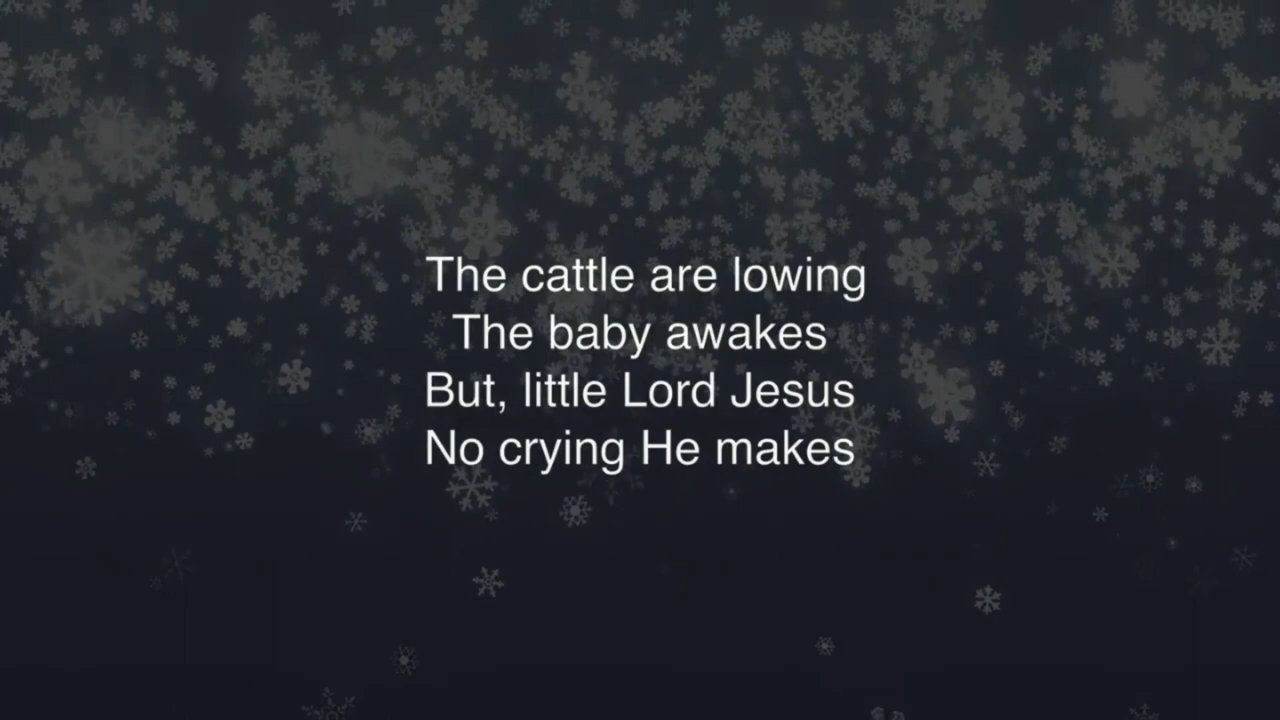 The cattle are lowing
The baby awakes
But, little Lord Jesus
No crying He makes